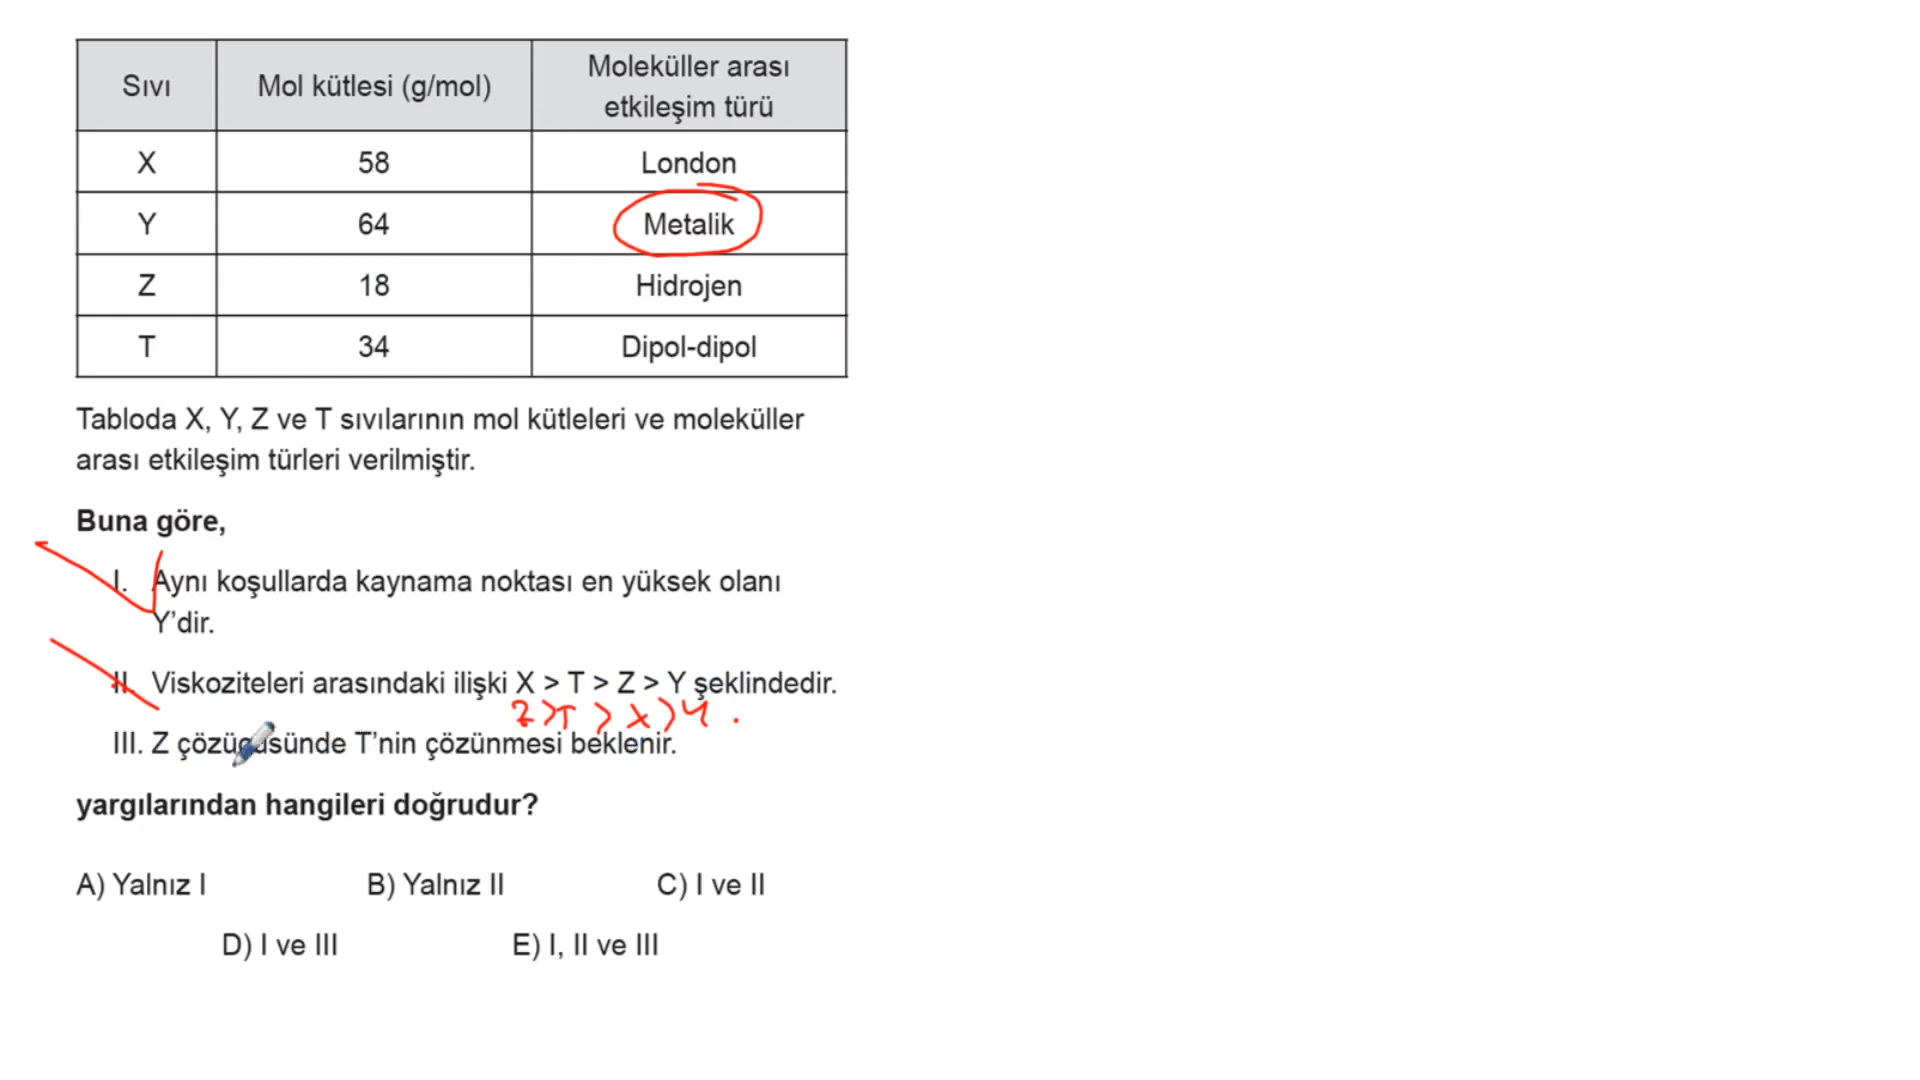 Sıvı Mol kütlesi (g/mol) Moleküller arası etkileşim türü
X 58 London
Y 64 Metalik
Z 18 Hidrojen
T 34 Dipol-dipol
Tabloda X, Y, Z ve T sıvılarının mol kütleleri ve moleküller
arası etkileşim türleri verilmiştir.
Buna göre,
I. Aynı koşullarda kaynama noktası en yüksek olanı
Y’dir.
II. Viskoziteleri arasındaki ilişki X > T > Z > Y şeklindedir.
Z > T > X > Y .
III. Z çözücüsünde T’nin çözünmesi beklenir.
yargılarından hangileri doğrudur?
A) Yalnız I B) Yalnız II C) I ve II
D) I ve III E) I, II ve III